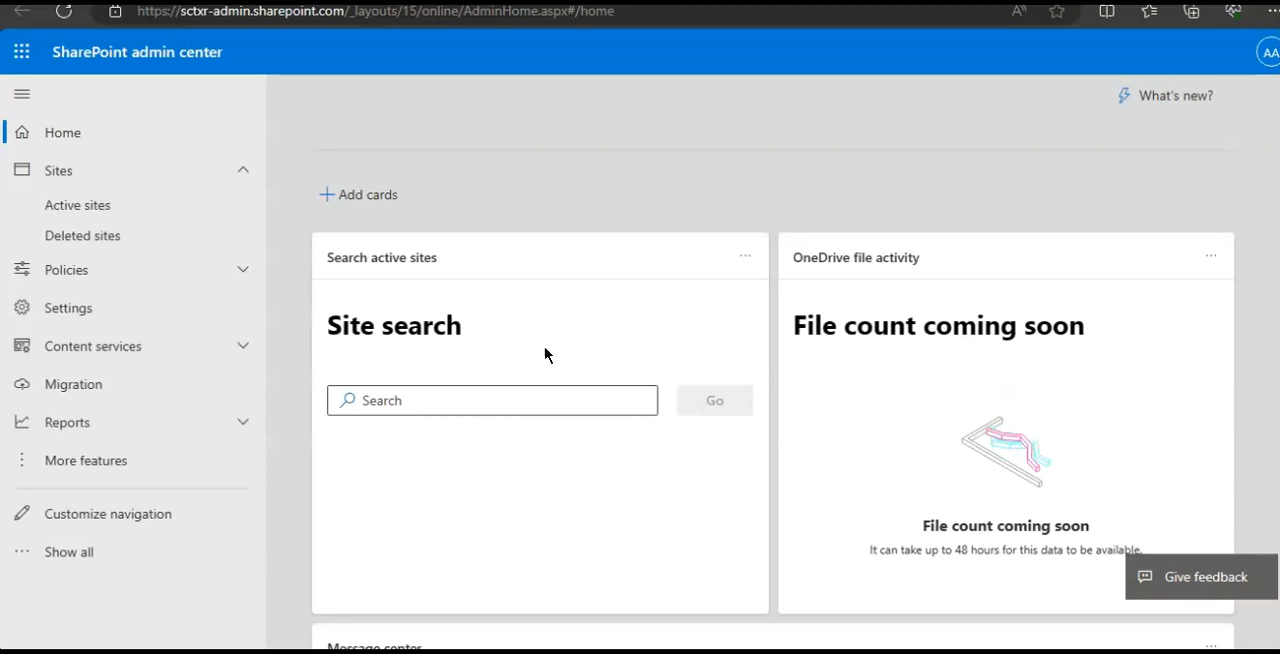 https://sctxr-admin.sharepoint.com/_layouts/15/online/AdminHome.aspx#/home
SharePoint admin center
AA
What's new?
Home
Sites
Active sites
Deleted sites
Policies
Settings
Content services
Migration
Reports
More features
Customize navigation
Show all
Add cards
Search active sites
Site search
Search
Go
OneDrive file activity
File count coming soon
File count coming soon
It can take up to 48 hours for this data to be available.
Give feedback
Message center